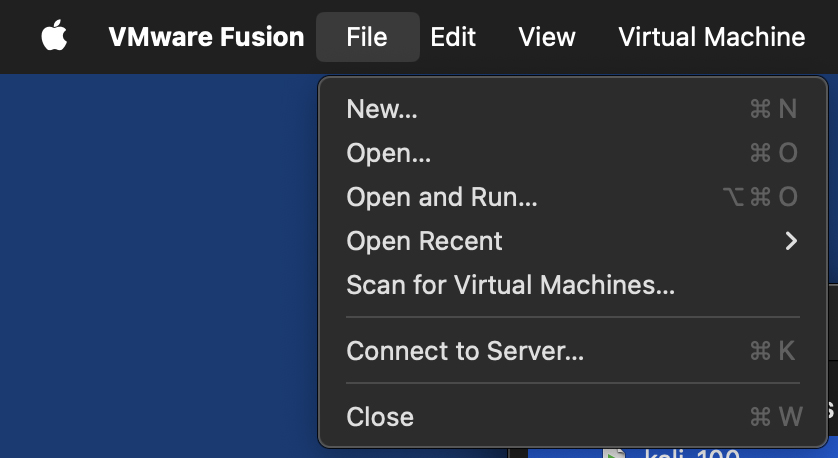 VMware Fusion File Edit View Virtual Machine
New... ⌘ N
Open... ⌘ O
Open and Run... ⌥ ⌘ O
Open Recent
Scan for Virtual Machines...
Connect to Server... ⌘ K
Close ⌘ W